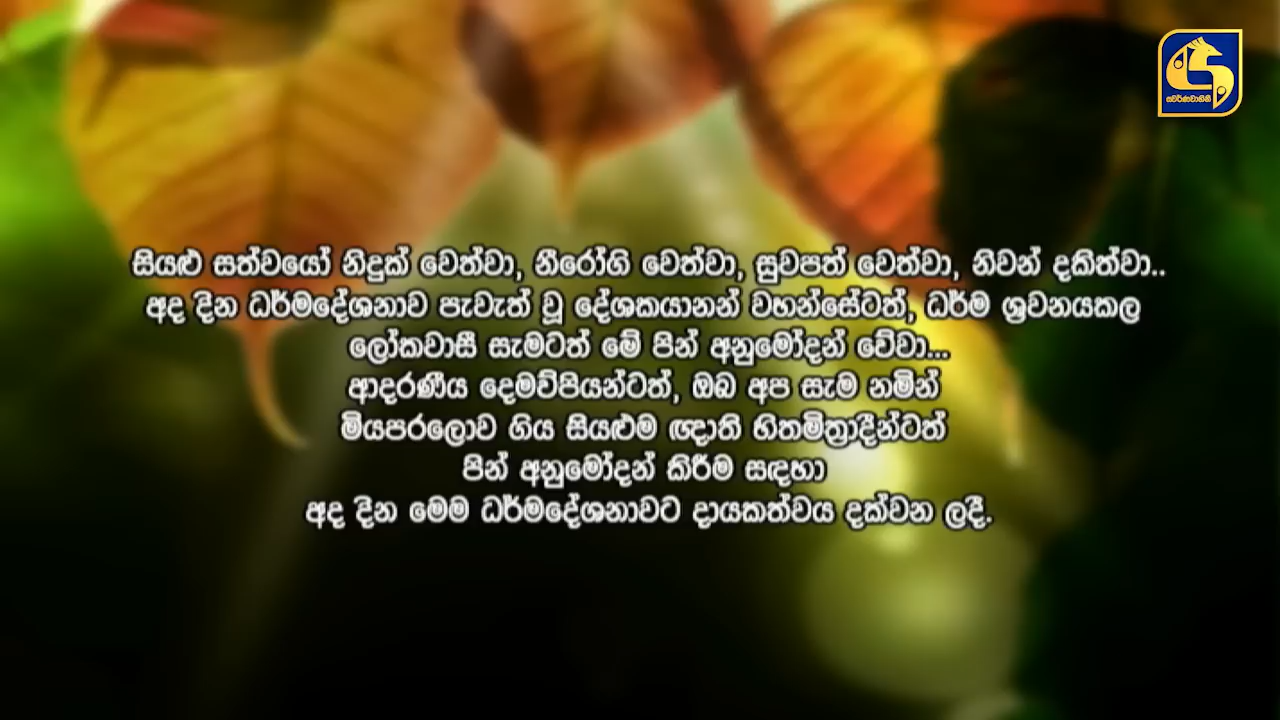 ස්වර්ණවාහිනී
සියළු සත්වයෝ නිදුක් වෙත්වා, නීරෝගි වෙත්වා, සුවපත් වෙත්වා, නිවන් දකිත්වා..
අද දින ධර්මදේශනාව පැවැත් වූ දේශකයානන් වහන්සේටත්, ධර්ම ශ්‍රවනයකල
ලෝකවාසී සැමටත් මේ පින් අනුමෝදන් වේවා...
ආදරණීය දෙමව්පියන්ටත්, ඔබ අප සැම නමින්
මියපරලොව ගිය සියළුම ඥාති හිතමිත්‍රාදීන්ටත්
පින් අනුමෝදන් කිරීම සඳහා
අද දින මෙම ධර්මදේශනාවට දායකත්වය දක්වන ලදී.